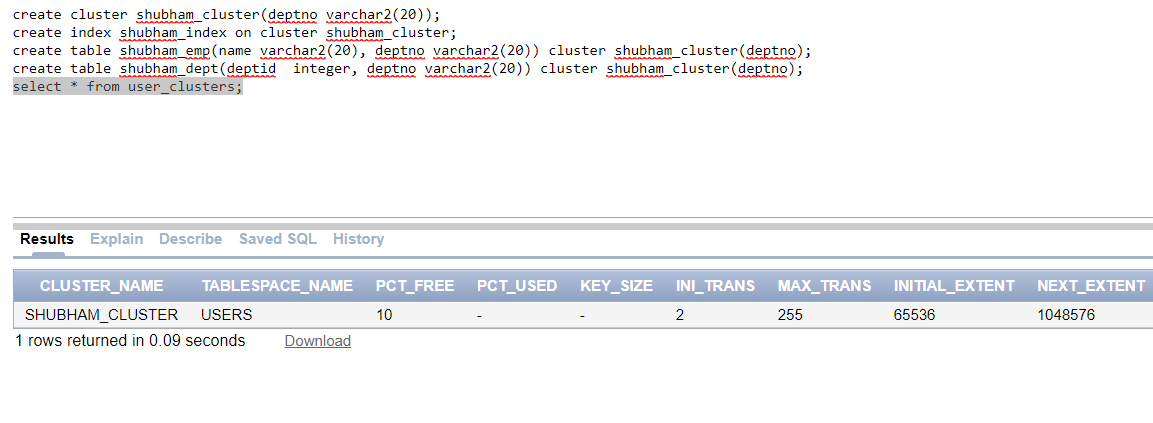 create cluster shubham_cluster(deptno varchar2(20));
create index shubham_index on cluster shubham_cluster;
create table shubham_emp(name varchar2(20), deptno varchar2(20)) cluster shubham_cluster(deptno);
create table shubham_dept(deptid  integer, deptno varchar2(20)) cluster shubham_cluster(deptno);
select * from user_clusters;
Results Explain Describe Saved SQL History
CLUSTER_NAME TABLESPACE_NAME PCT_FREE PCT_USED KEY_SIZE INI_TRANS MAX_TRANS INITIAL_EXTENT NEXT_EXTENT
SHUBHAM_CLUSTER USERS 10 - - 2 255 65536 1048576
1 rows returned in 0.09 seconds Download